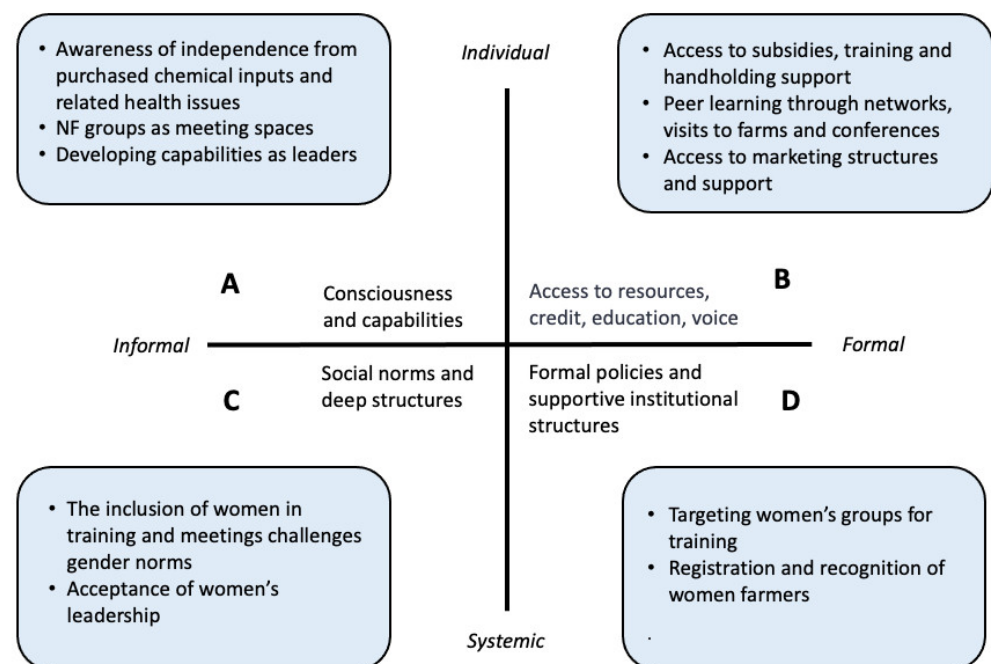 • Awareness of independence from
purchased chemical inputs and
related health issues
• NF groups as meeting spaces
• Developing capabilities as leaders
Individual
• Access to subsidies, training and
handholding support
• Peer learning through networks,
visits to farms and conferences
• Access to marketing structures
and support
A
Consciousness
and capabilities
Access to resources,
credit, education, voice
B
Informal
Formal
C
Social norms and
deep structures
Formal policies and
supportive institutional
structures
D
• The inclusion of women in
training and meetings challenges
gender norms
• Acceptance of women’s
leadership
• Targeting women’s groups for
training
• Registration and recognition of
women farmers
.
Systemic